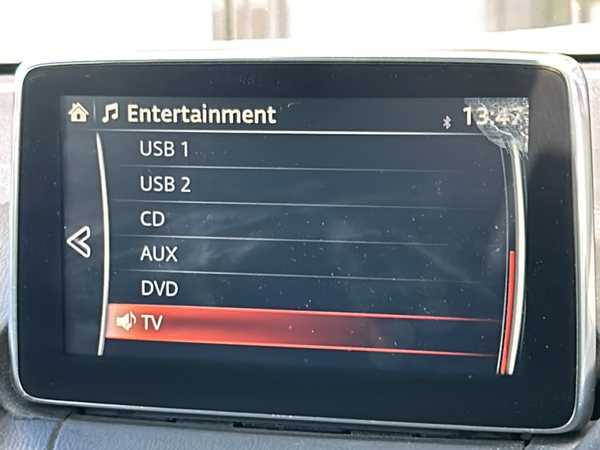 Entertainment 13:47
USB 1
USB 2
CD
AUX
DVD
TV